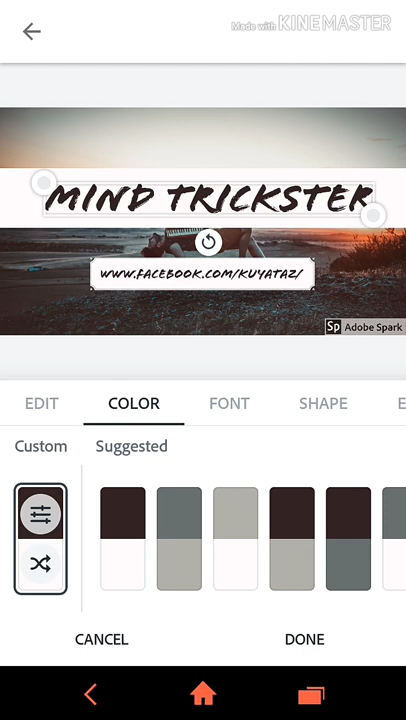 Made with KINEMASTER
MIND TRICKSTER
WWW.FACEBOOK.COM/KUYATAZ/
Sp Adobe Spark
EDIT COLOR FONT SHAPE E
Custom Suggested
CANCEL DONE